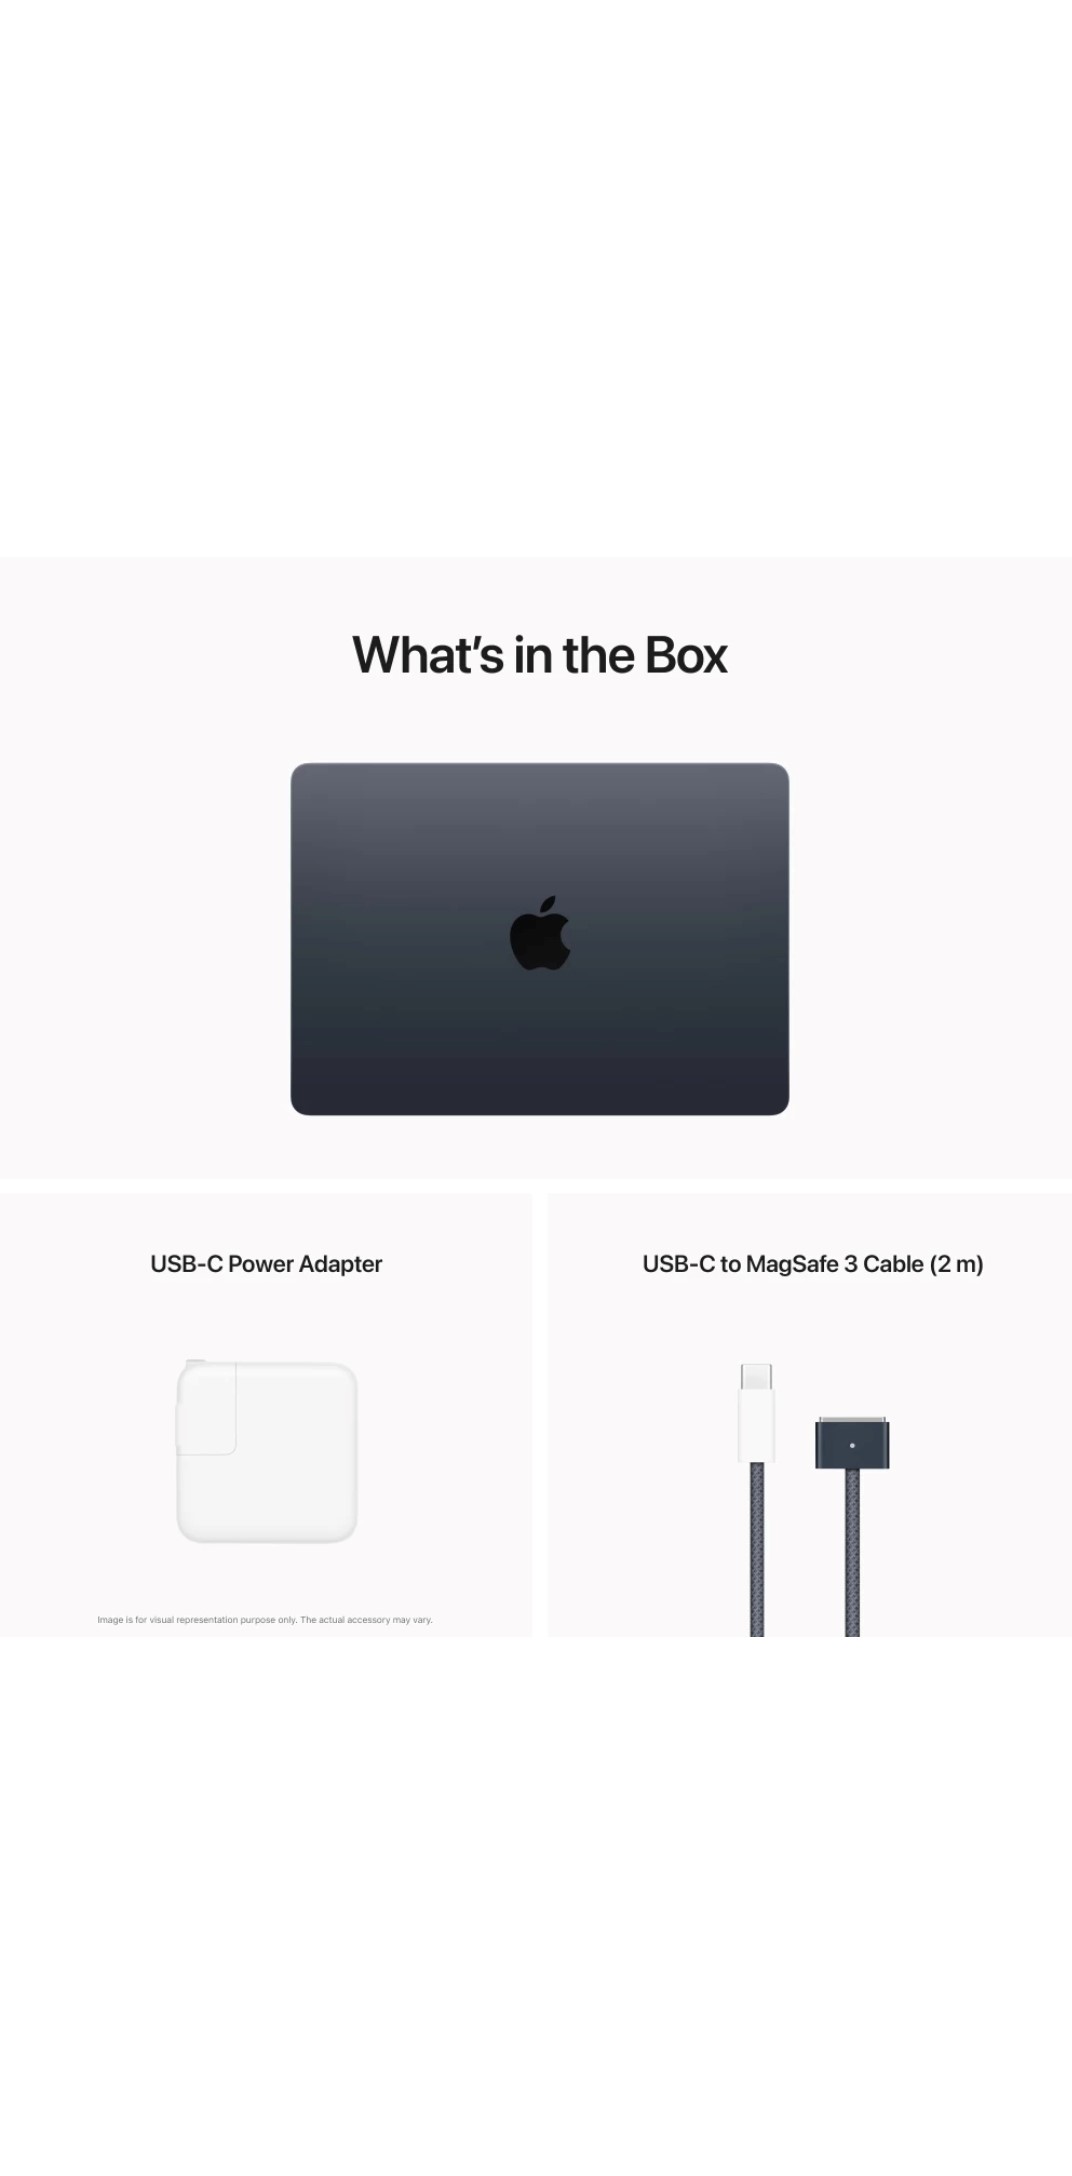 What’s in the Box
USB-C Power Adapter
USB-C to MagSafe 3 Cable (2 m)
Image is for visual representation purpose only. The actual accessory may vary.